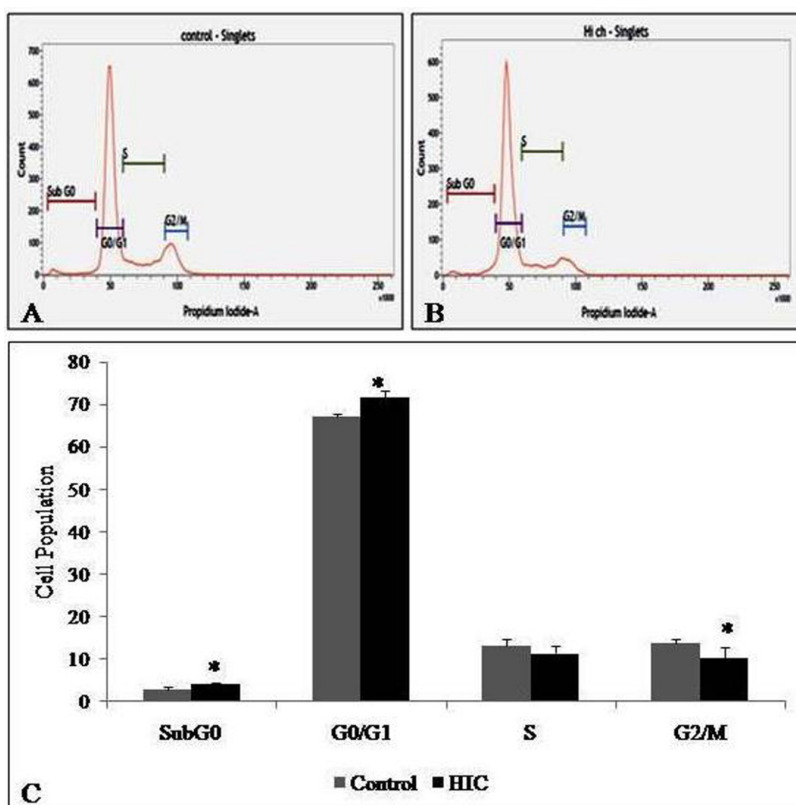 control - Singlets
700
600
500
400
300
200
100
0
Count
Sub G0
G0/G1
S
G2/M
0
50
100
150
200
250
x1000
Propidium Iodide-A
A
Hi ch - Singlets
600
500
400
300
200
100
0
Count
Sub G0
G0/G1
S
G2/M
0
50
100
150
200
250
x1000
Propidium Iodide-A
B
80
70
60
50
40
30
20
10
0
Cell Population
*
*
*
SubG0 G0/G1 S G2/M
Control HIC
C